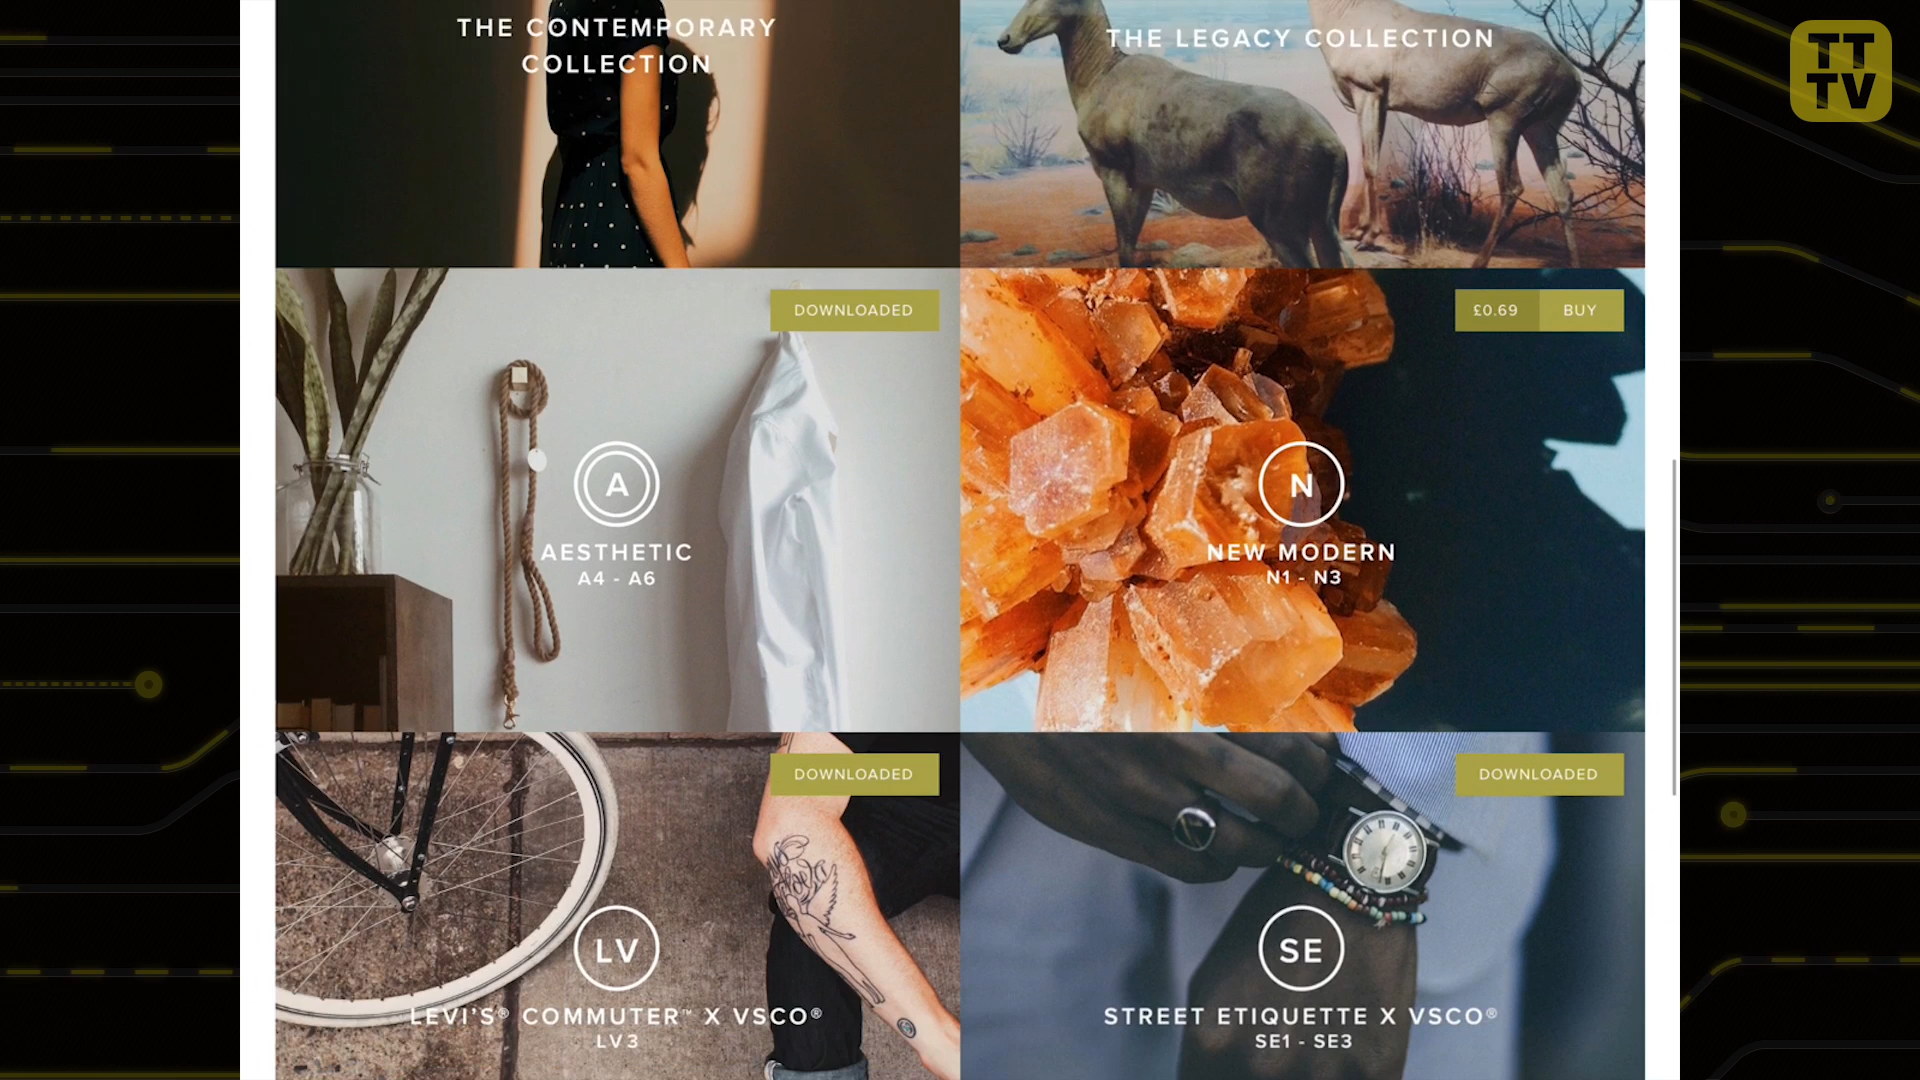 THE CONTEMPORARY
COLLECTION
THE LEGACY COLLECTION
TT
TV
DOWNLOADED
£0.69 BUY
A
AESTHETIC
A4 - A6
N
NEW MODERN
N1 - N3
DOWNLOADED
DOWNLOADED
LV
LEVI'S® COMMUTER™ X VSCO®
LV3
SE
STREET ETIQUETTE X VSCO®
SE1 - SE3